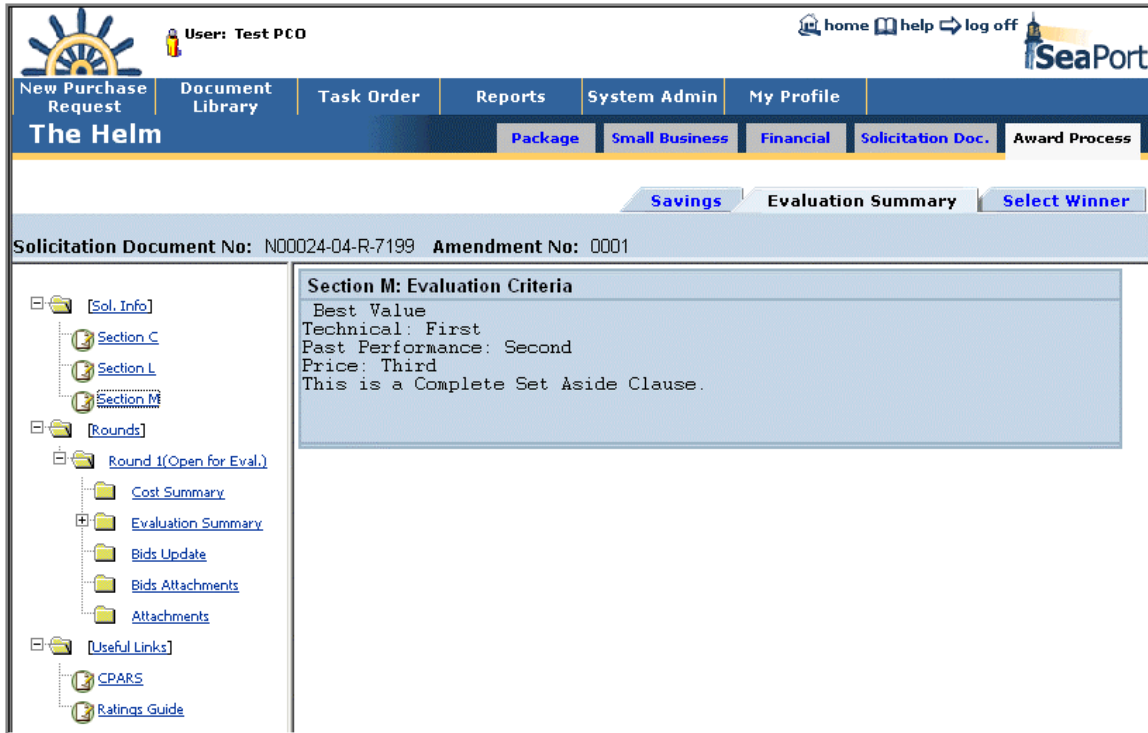 User: Test PCO
home help log off
SeaPort
New Purchase Request
Document Library
Task Order
Reports
System Admin
My Profile
The Helm
Package
Small Business
Financial
Solicitation Doc.
Award Process
Savings
Evaluation Summary
Select Winner
Solicitation Document No: N00024-04-R-7199 Amendment No: 0001
[Sol. Info]
Section C
Section L
Section M
[Rounds]
Round 1(Open for Eval.)
Cost Summary
Evaluation Summary
Bids Update
Bids Attachments
Attachments
[Useful Links]
CPARS
Ratings Guide
Section M: Evaluation Criteria
Best Value
Technical: First
Past Performance: Second
Price: Third
This is a Complete Set Aside Clause.